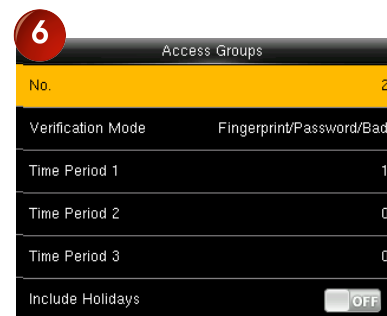 6
Access Groups
No. 2
Verification Mode Fingerprint/Password/Bad
Time Period 1 1
Time Period 2 0
Time Period 3 0
Include Holidays OFF